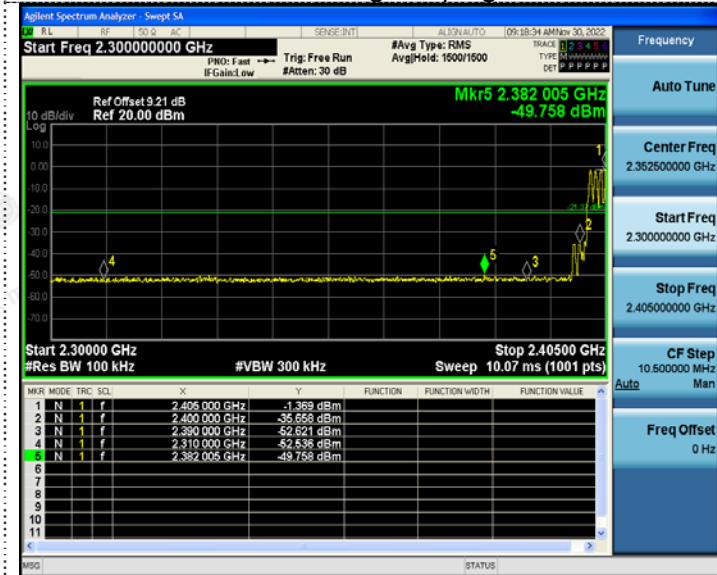 Agilent Spectrum Analyzer - Swept SA
RL RF 50 Ω AC SENSE:INT ALIGN AUTO 09:18:34 AM Nov 30, 2022
Start Freq 2.300000000 GHz
PNO: Fast
IFGain:Low
Trig: Free Run
#Atten: 30 dB
#Avg Type: RMS
Avg|Hold: 1500/1500
TRACE 1 2 3 4 5 6
TYPE M
DET P P P P P P
Ref Offset 9.21 dB
10 dB/div Ref 20.00 dBm
Log
Mkr5 2.382 005 GHz
-49.758 dBm
10.0
0.00
-10.0
-20.0
-30.0
-40.0
-50.0
-60.0
-70.0
1
2
3
4
5
Start 2.30000 GHz Stop 2.40500 GHz
#Res BW 100 kHz #VBW 300 kHz Sweep 10.07 ms (1001 pts)
MKR MODE TRC SCL X Y FUNCTION FUNCTION WIDTH FUNCTION VALUE
1 N 1 f 2.405 000 GHz -1.369 dBm
2 N 1 f 2.400 000 GHz -35.658 dBm
3 N 1 f 2.390 000 GHz -52.621 dBm
4 N 1 f 2.310 000 GHz -52.536 dBm
5 N 1 f 2.382 005 GHz -49.758 dBm
6
7
8
9
10
11
MSG STATUS
Frequency
Auto Tune
Center Freq
2.352500000 GHz
Start Freq
2.300000000 GHz
Stop Freq
2.405000000 GHz
CF Step
10.500000 MHz
Auto Man
Freq Offset
0 Hz